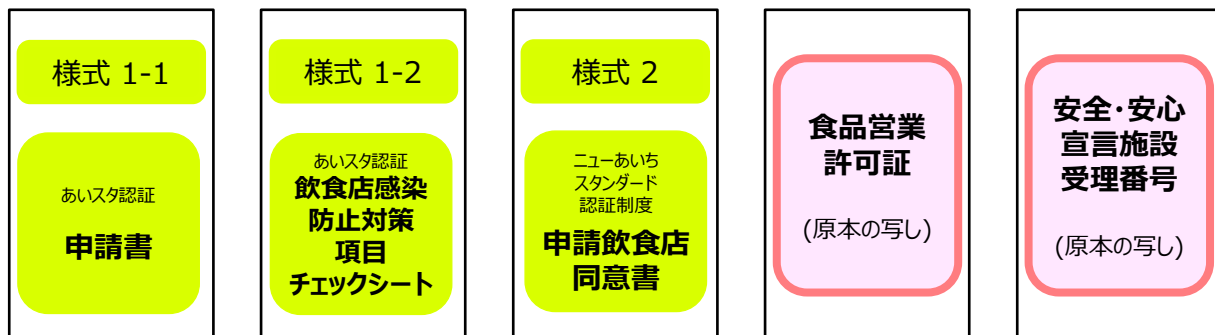 様式 1-1
あいスタ認証
申請書
様式 1-2
あいスタ認証
飲食店感染
防止対策
項目
チェックシート
様式 2
ニューあいち
スタンダード
認証制度
申請飲食店
同意書
食品営業
許可証
(原本の写し)
安全・安心
宣言施設
受理番号
(原本の写し)